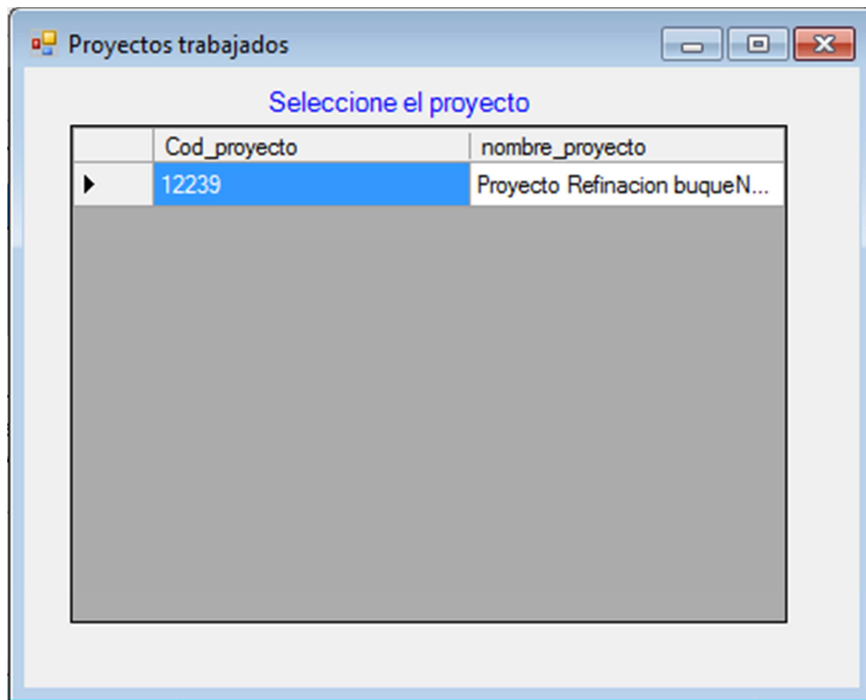 Proyectos trabajados
Seleccione el proyecto
Cod_proyecto nombre_proyecto
12239 Proyecto Refinacion buqueN...